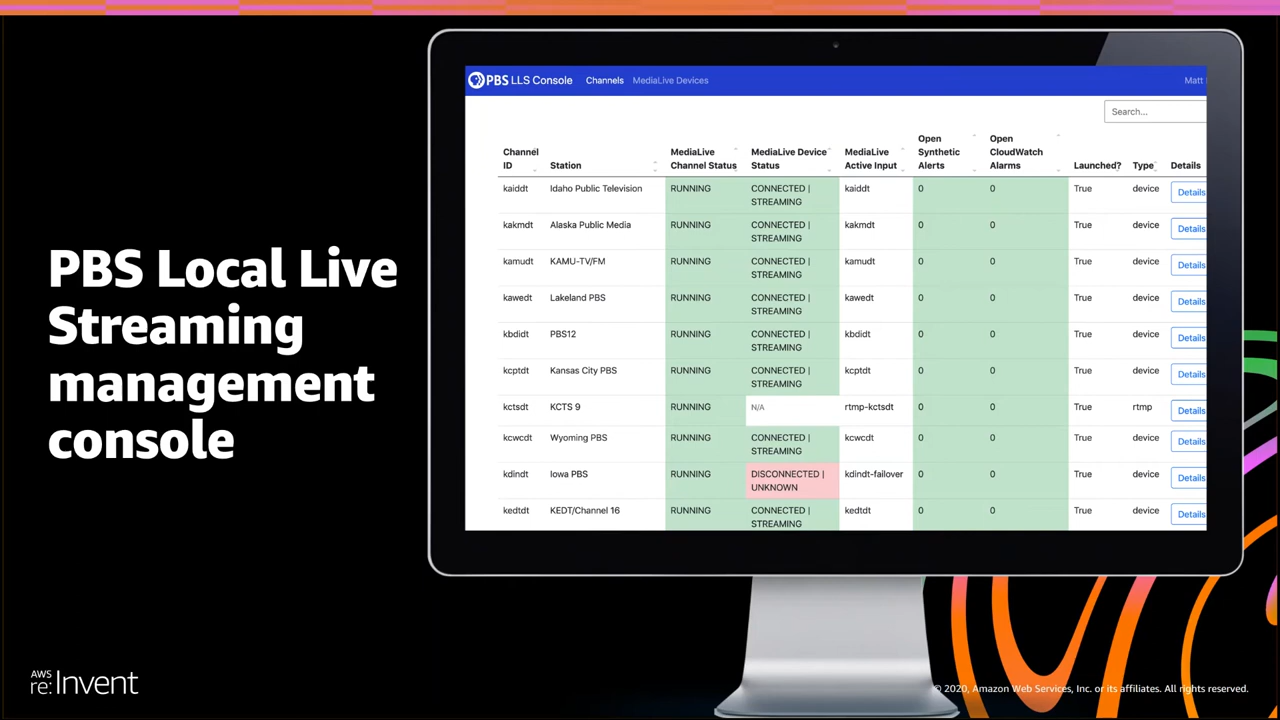 PBS Local Live
Streaming
management
console
PBS LLS Console Channels MediaLive Devices Matt
Search...
Channel ID Station MediaLive Channel Status MediaLive Device Status MediaLive Active Input Open Synthetic Alerts Open CloudWatch Alarms Launched? Type Details
kaiddt Idaho Public Television RUNNING CONNECTED | STREAMING kaiddt 0 0 True device Details
kakmdt Alaska Public Media RUNNING CONNECTED | STREAMING kakmdt 0 0 True device Details
kamudt KAMU-TV/FM RUNNING CONNECTED | STREAMING kamudt 0 0 True device Details
kawedt Lakeland PBS RUNNING CONNECTED | STREAMING kawedt 0 0 True device Details
kbdidt PBS12 RUNNING CONNECTED | STREAMING kbdidt 0 0 True device Details
kcptdt Kansas City PBS RUNNING CONNECTED | STREAMING kcptdt 0 0 True device Details
kctsdt KCTS 9 RUNNING N/A rtmp-kctsdt 0 0 True rtmp Details
kcwcdt Wyoming PBS RUNNING CONNECTED | STREAMING kcwcdt 0 0 True device Details
kdindt Iowa PBS RUNNING DISCONNECTED | UNKNOWN kdindt-failover 0 0 True device Details
kedtdt KEDT/Channel 16 RUNNING CONNECTED | STREAMING kedtdt 0 0 True device Details
AWS
re:Invent
© 2020, Amazon Web Services, Inc. or its affiliates. All rights reserved.